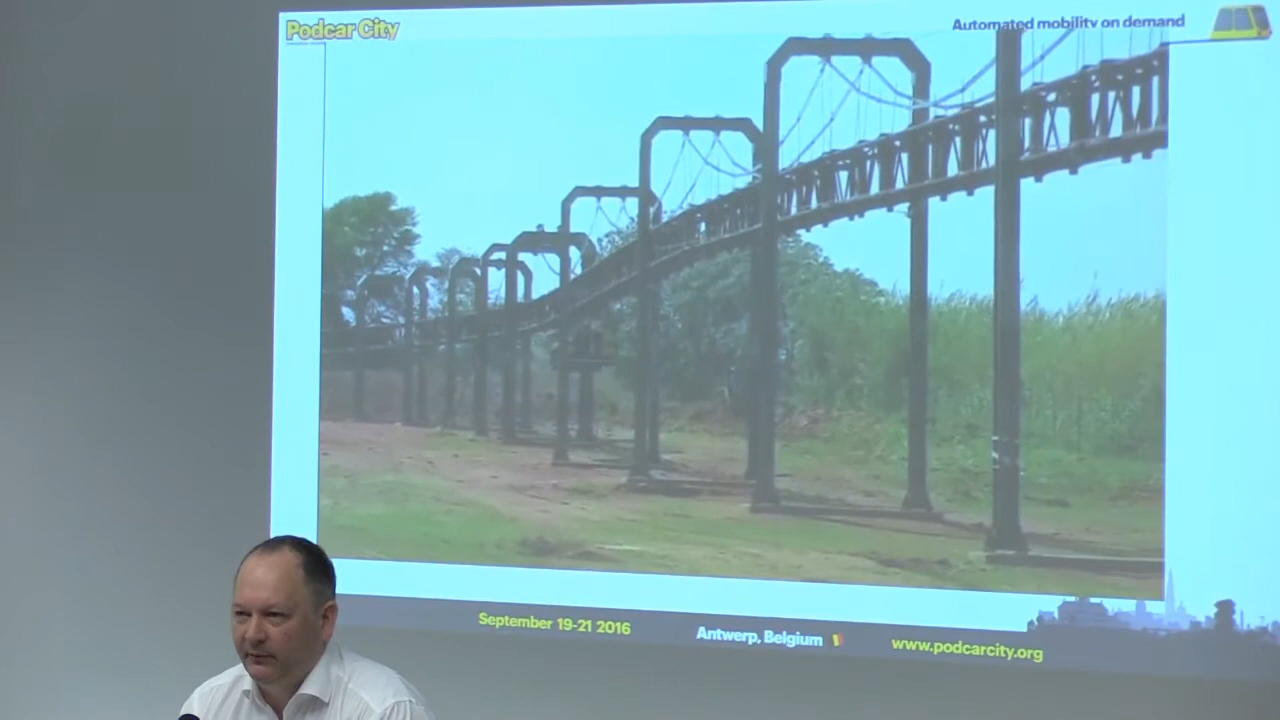 Podcar City
Automated mobility on demand
September 19-21 2016
Antwerp, Belgium
www.podcarcity.org